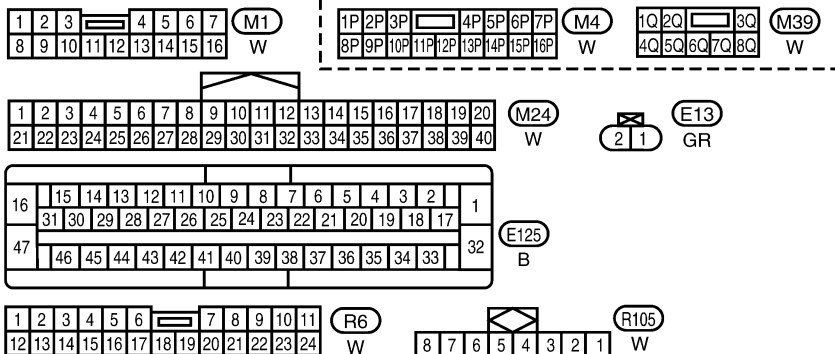 1 2 3 4 5 6 7 M1
8 9 10 11 12 13 14 15 16 W
1P 2P 3P 4P 5P 6P 7P M4
8P 9P 10P 11P 12P 13P 14P 15P 16P W
1Q 2Q 3Q M39
4Q 5Q 6Q 7Q 8Q W
1 2 3 4 5 6 7 8 9 10 11 12 13 14 15 16 17 18 19 20 M24
21 22 23 24 25 26 27 28 29 30 31 32 33 34 35 36 37 38 39 40 W
E13
2 1 GR
16 15 14 13 12 11 10 9 8 7 6 5 4 3 2 1
31 30 29 28 27 26 25 24 23 22 21 20 19 18 17 E125
47 46 45 44 43 42 41 40 39 38 37 36 35 34 33 32 B
1 2 3 4 5 6 7 8 9 10 11 R6
12 13 14 15 16 17 18 19 20 21 22 23 24 W
R105
8 7 6 5 4 3 2 1 W